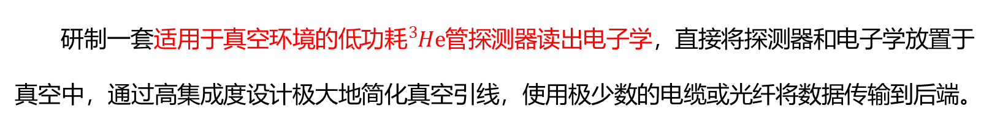 研制一套适用于真空环境的低功耗³He管探测器读出电子学，直接将探测器和电子学放置于
真空中，通过高集成度设计极大地简化真空引线，使用极少数的电缆或光纤将数据传输到后端。